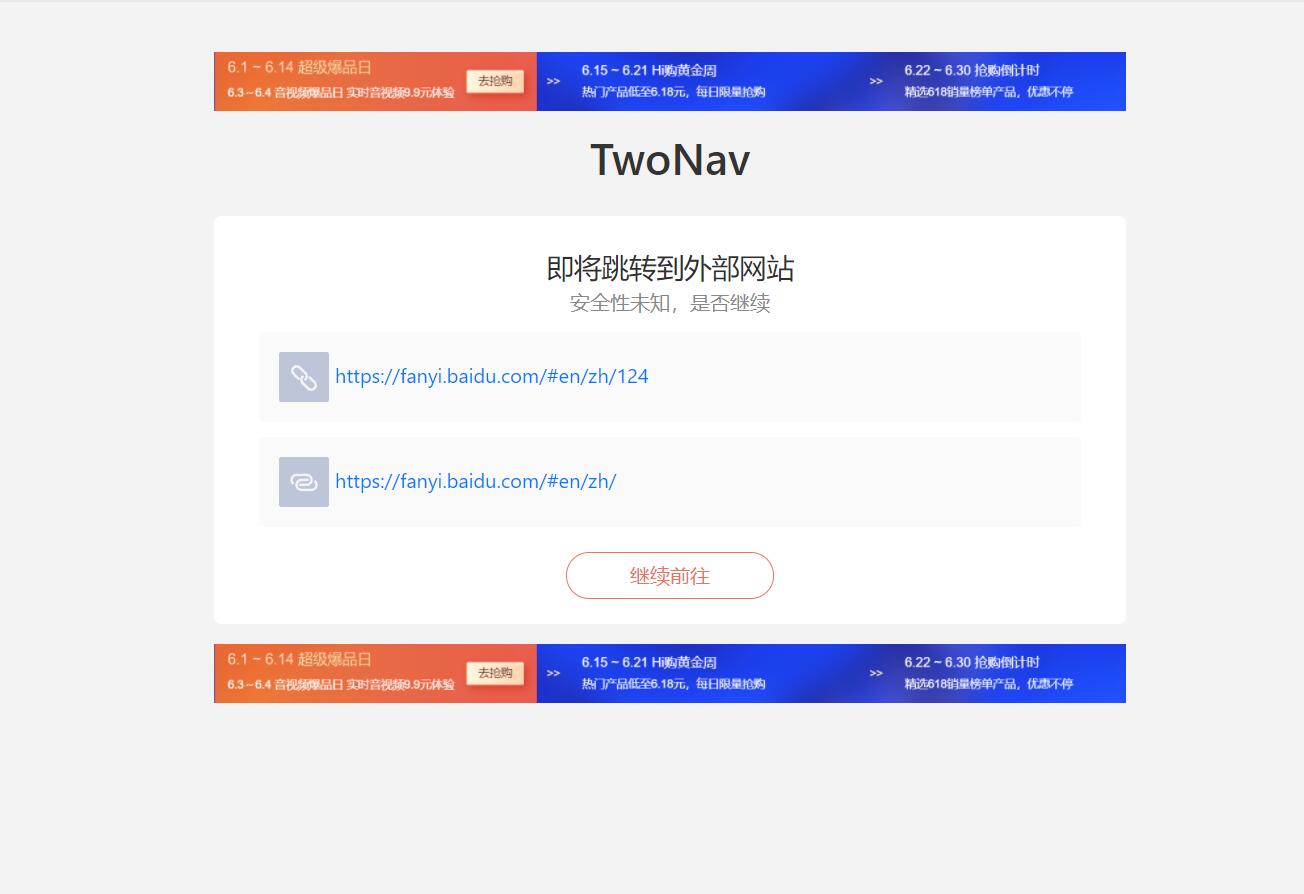 6.1 ~ 6.14 超级爆品日
6.3~6.4 音视频爆品日 实时音视频9.9元体验
去抢购
>>
6.15 ~ 6.21 Hi购黄金周
热门产品低至6.18元，每日限量抢购
>>
6.22 ~ 6.30 抢购倒计时
精选618销量榜单产品，优惠不停
TwoNav
即将跳转到外部网站
安全性未知，是否继续
https://fanyi.baidu.com/#en/zh/124
https://fanyi.baidu.com/#en/zh/
继续前往
6.1 ~ 6.14 超级爆品日
6.3~6.4 音视频爆品日 实时音视频9.9元体验
去抢购
>>
6.15 ~ 6.21 Hi购黄金周
热门产品低至6.18元，每日限量抢购
>>
6.22 ~ 6.30 抢购倒计时
精选618销量榜单产品，优惠不停